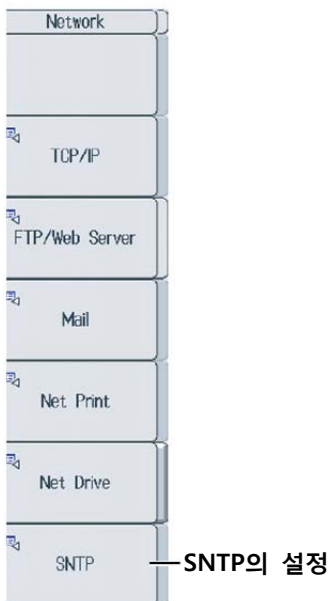 Network
TCP/IP
FTP/Web Server
Mail
Net Print
Net Drive
SNTP
SNTP의 설정